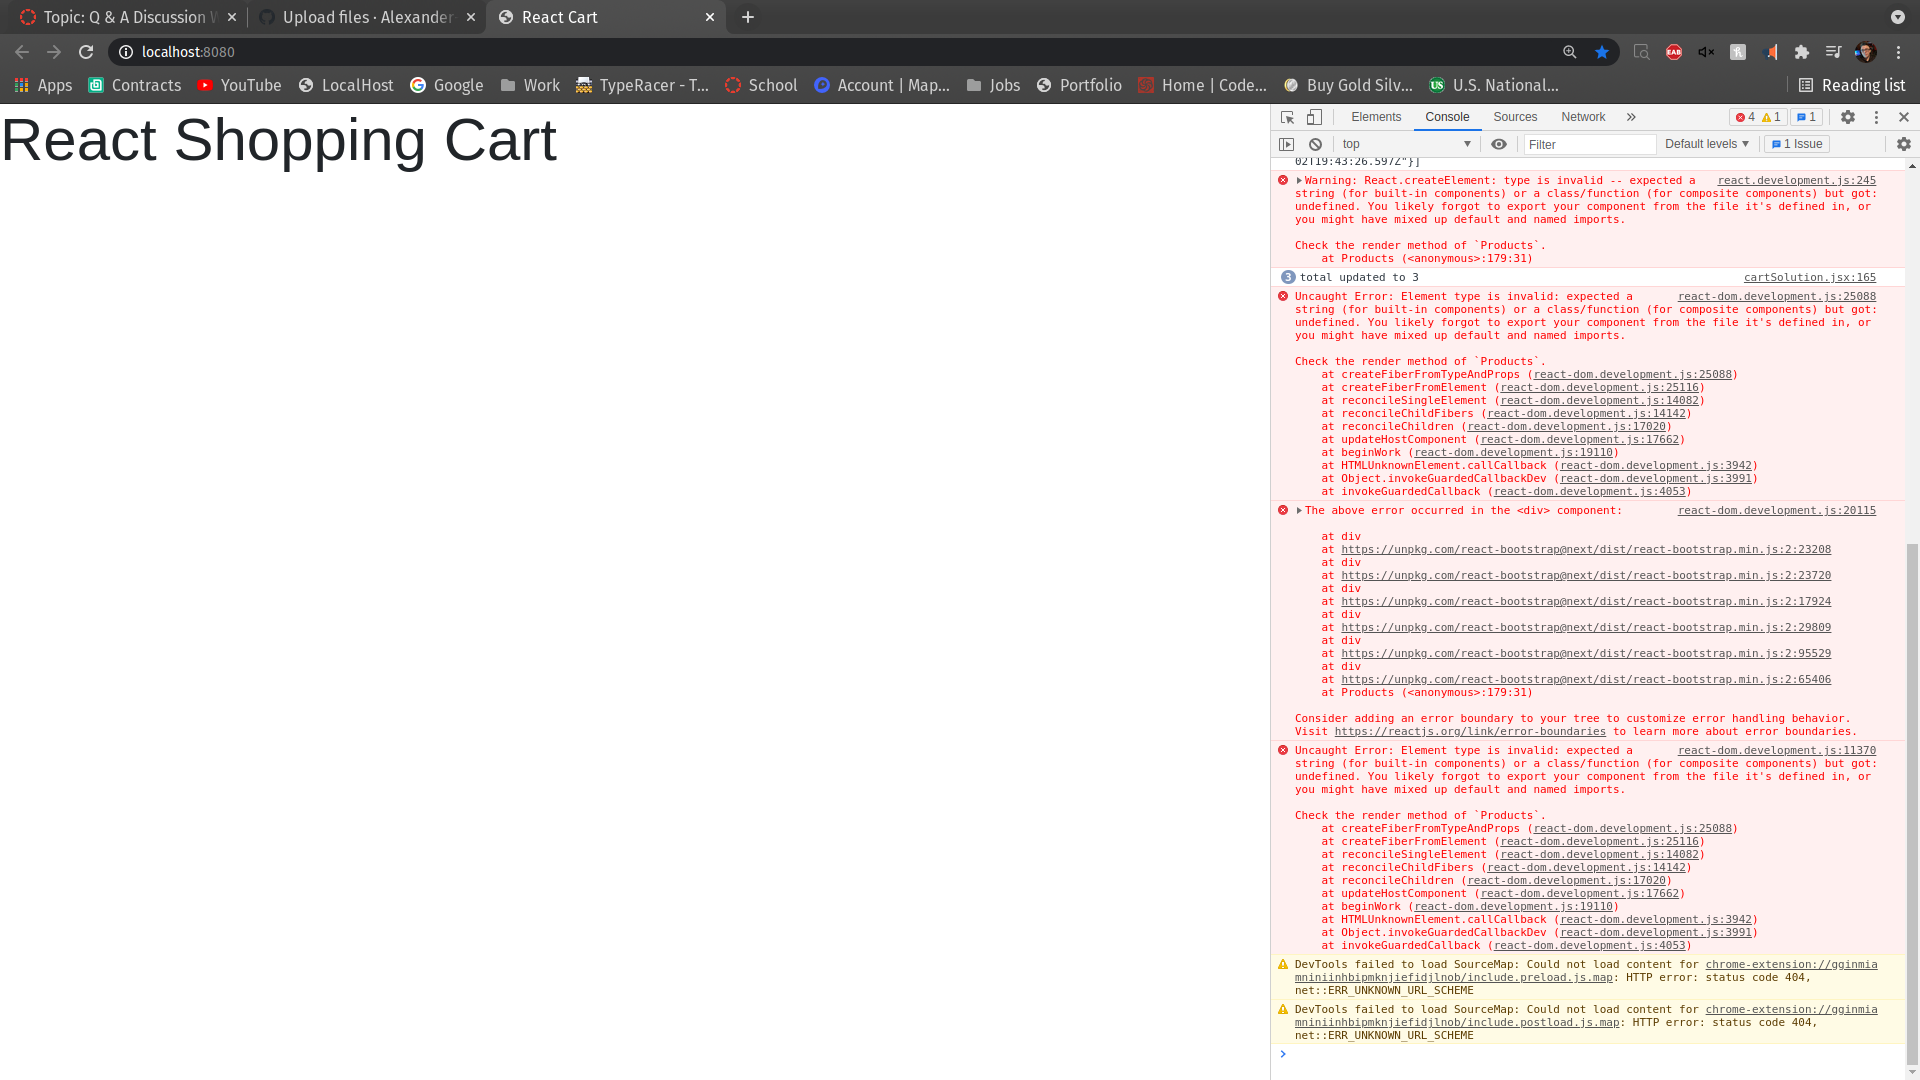 Topic: Q & A Discussion
Upload files · Alexander
React Cart
localhost:8080
Apps
Contracts
YouTube
LocalHost
Google
Work
TypeRacer - T...
School
Account | Map...
Jobs
Portfolio
Home | Code...
Buy Gold Silv...
U.S. National...
Reading list
React Shopping Cart
Elements Console Sources Network » 4 1 1
top Filter Default levels 1 Issue
02T19:43:26.597Z"}]
Warning: React.createElement: type is invalid -- expected a react.development.js:245
string (for built-in components) or a class/function (for composite components) but got:
undefined. You likely forgot to export your component from the file it's defined in, or
you might have mixed up default and named imports.
Check the render method of `Products`.
at Products (<anonymous>:179:31)
3 total updated to 3 cartSolution.jsx:165
Uncaught Error: Element type is invalid: expected a react-dom.development.js:25088
string (for built-in components) or a class/function (for composite components) but got:
undefined. You likely forgot to export your component from the file it's defined in, or
you might have mixed up default and named imports.
Check the render method of `Products`.
at createFiberFromTypeAndProps (react-dom.development.js:25088)
at createFiberFromElement (react-dom.development.js:25116)
at reconcileSingleElement (react-dom.development.js:14082)
at reconcileChildFibers (react-dom.development.js:14142)
at reconcileChildren (react-dom.development.js:17020)
at updateHostComponent (react-dom.development.js:17662)
at beginWork (react-dom.development.js:19110)
at HTMLUnknownElement.callCallback (react-dom.development.js:3942)
at Object.invokeGuardedCallbackDev (react-dom.development.js:3991)
at invokeGuardedCallback (react-dom.development.js:4053)
The above error occurred in the <div> component: react-dom.development.js:20115
at div
at https://unpkg.com/react-bootstrap@next/dist/react-bootstrap.min.js:2:23208
at div
at https://unpkg.com/react-bootstrap@next/dist/react-bootstrap.min.js:2:23720
at div
at https://unpkg.com/react-bootstrap@next/dist/react-bootstrap.min.js:2:17924
at div
at https://unpkg.com/react-bootstrap@next/dist/react-bootstrap.min.js:2:29809
at div
at https://unpkg.com/react-bootstrap@next/dist/react-bootstrap.min.js:2:95529
at div
at https://unpkg.com/react-bootstrap@next/dist/react-bootstrap.min.js:2:65406
at Products (<anonymous>:179:31)
Consider adding an error boundary to your tree to customize error handling behavior.
Visit https://reactjs.org/link/error-boundaries to learn more about error boundaries.
Uncaught Error: Element type is invalid: expected a react-dom.development.js:11370
string (for built-in components) or a class/function (for composite components) but got:
undefined. You likely forgot to export your component from the file it's defined in, or
you might have mixed up default and named imports.
Check the render method of `Products`.
at createFiberFromTypeAndProps (react-dom.development.js:25088)
at createFiberFromElement (react-dom.development.js:25116)
at reconcileSingleElement (react-dom.development.js:14082)
at reconcileChildFibers (react-dom.development.js:14142)
at reconcileChildren (react-dom.development.js:17020)
at updateHostComponent (react-dom.development.js:17662)
at beginWork (react-dom.development.js:19110)
at HTMLUnknownElement.callCallback (react-dom.development.js:3942)
at Object.invokeGuardedCallbackDev (react-dom.development.js:3991)
at invokeGuardedCallback (react-dom.development.js:4053)
DevTools failed to load SourceMap: Could not load content for chrome-extension://gginmia
mniniinhbipmknjiefidjlnob/include.preload.js.map: HTTP error: status code 404,
net::ERR_UNKNOWN_URL_SCHEME
DevTools failed to load SourceMap: Could not load content for chrome-extension://gginmia
mniniinhbipmknjiefidjlnob/include.postload.js.map: HTTP error: status code 404,
net::ERR_UNKNOWN_URL_SCHEME